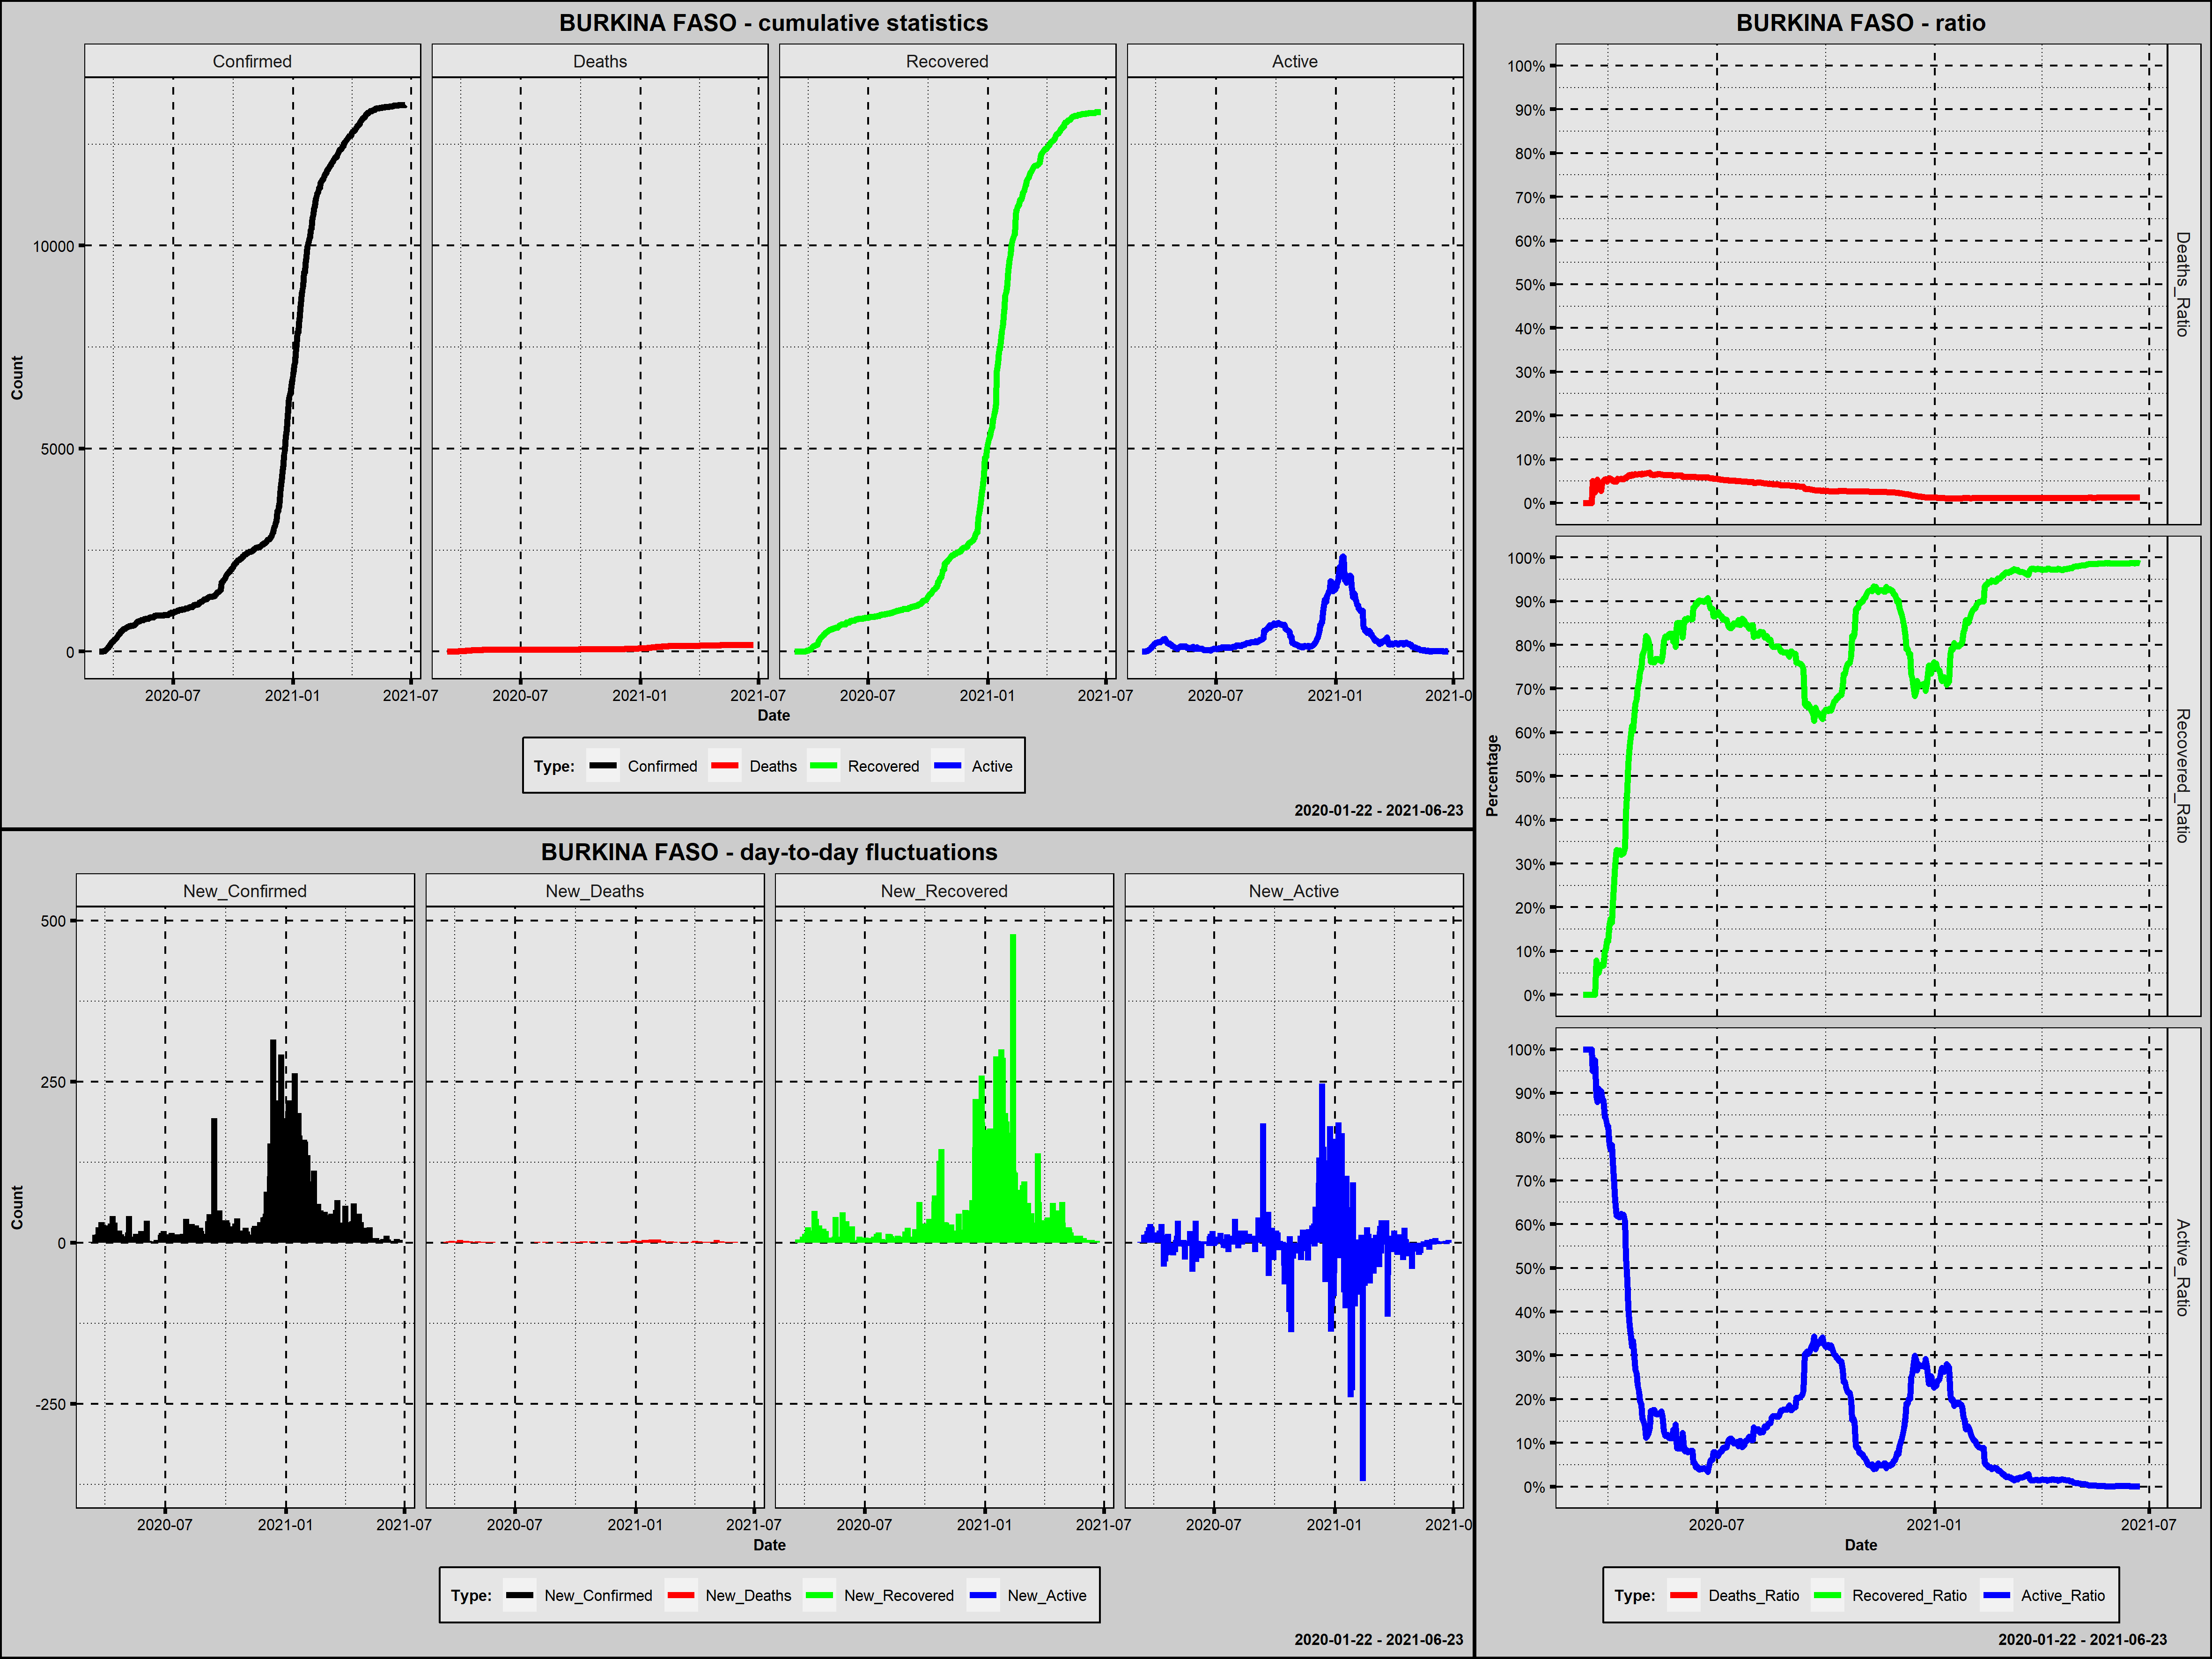 BURKINA FASO - cumulative statistics
Confirmed Deaths Recovered Active
Count
10000
5000
0
2020-07 2021-01 2021-07 2020-07 2021-01 2021-07 2020-07 2021-01 2021-07 2020-07 2021-01 2021-0
Date
Type: Confirmed Deaths Recovered Active
2020-01-22 - 2021-06-23
BURKINA FASO - day-to-day fluctuations
New_Confirmed New_Deaths New_Recovered New_Active
Count
500
250
0
-250
2020-07 2021-01 2021-07 2020-07 2021-01 2021-07 2020-07 2021-01 2021-07 2020-07 2021-01 2021-0
Date
Type: New_Confirmed New_Deaths New_Recovered New_Active
2020-01-22 - 2021-06-23
BURKINA FASO - ratio
Percentage
100%
90%
80%
70%
60%
50%
40%
30%
20%
10%
0%
Deaths_Ratio
100%
90%
80%
70%
60%
50%
40%
30%
20%
10%
0%
Recovered_Ratio
100%
90%
80%
70%
60%
50%
40%
30%
20%
10%
0%
Active_Ratio
2020-07 2021-01 2021-07
Date
Type: Deaths_Ratio Recovered_Ratio Active_Ratio
2020-01-22 - 2021-06-23